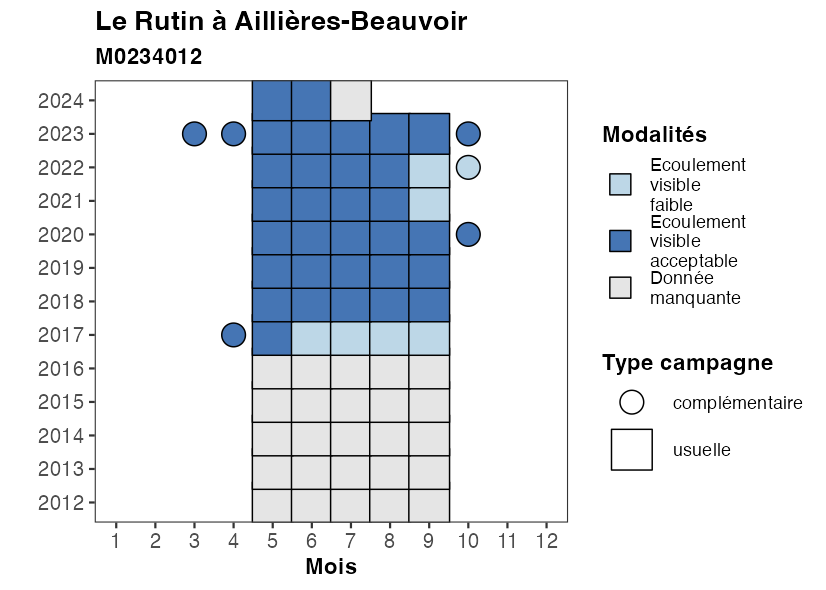 Le Rutin à Aillières-Beauvoir
M0234012
2024
2023
2022
2021
2020
2019
2018
2017
2016
2015
2014
2013
2012
1 2 3 4 5 6 7 8 9 10 11 12
Mois
Modalités
Ecoulement
visible
faible
Ecoulement
visible
acceptable
Donnée
manquante
Type campagne
complémentaire
usuelle